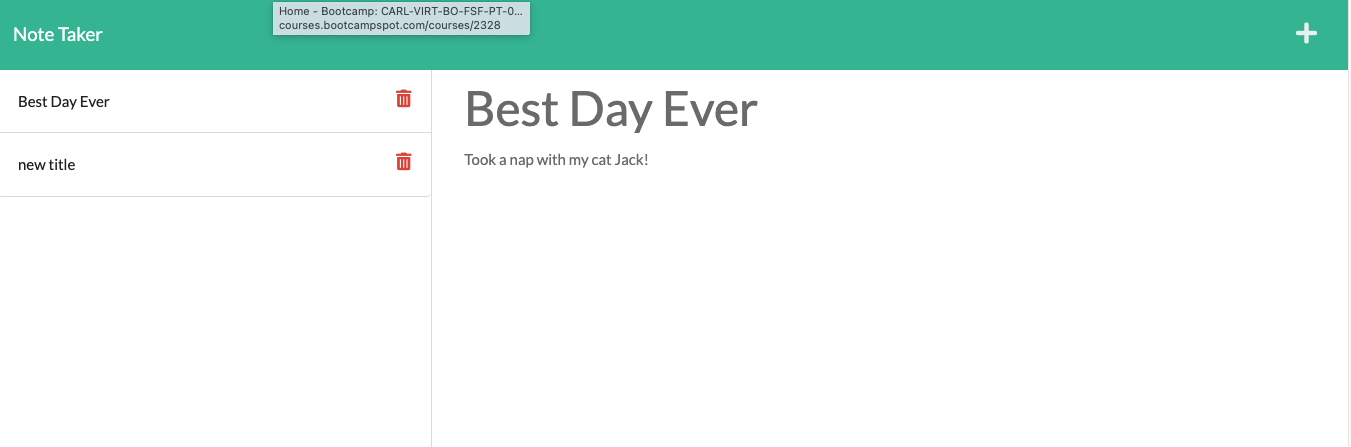 Home - Bootcamp: CARL-VIRT-BO-FSF-PT-0...
courses.bootcampspot.com/courses/2328
Note Taker
Best Day Ever
new title
Best Day Ever
Took a nap with my cat Jack!